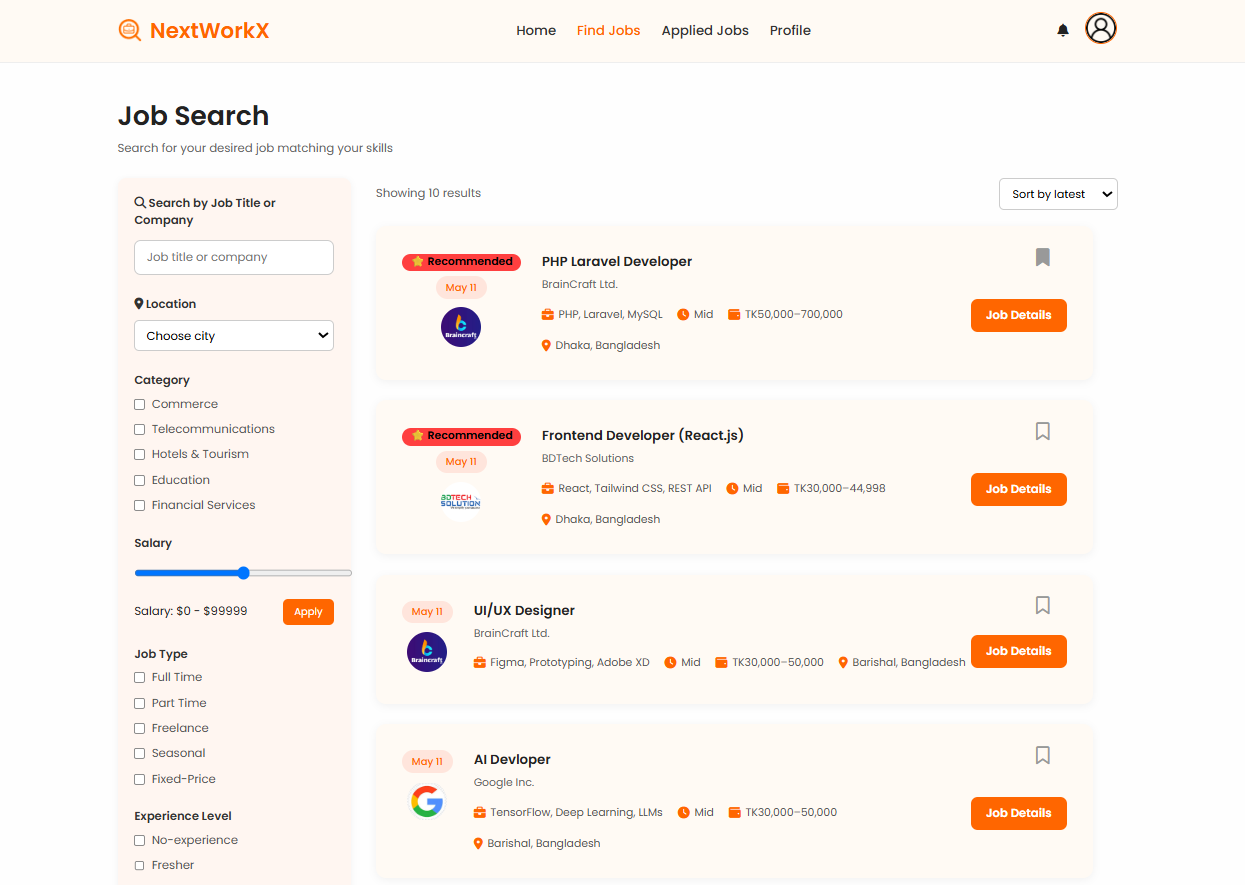 NextWorkX
Home Find Jobs Applied Jobs Profile
Job Search
Search for your desired job matching your skills
Search by Job Title or
Company
Job title or company
Location
Choose city
Category
Commerce
Telecommunications
Hotels & Tourism
Education
Financial Services
Salary
Salary: $0 - $99999 Apply
Job Type
Full Time
Part Time
Freelance
Seasonal
Fixed-Price
Experience Level
No-experience
Fresher
Showing 10 results Sort by latest
Recommended
May 11
Braincraft
PHP Laravel Developer
BrainCraft Ltd.
PHP, Laravel, MySQL Mid TK50,000–700,000
Dhaka, Bangladesh
Job Details
Recommended
May 11
BDTECH
SOLUTION
Frontend Developer (React.js)
BDTech Solutions
React, Tailwind CSS, REST API Mid TK30,000–44,998
Dhaka, Bangladesh
Job Details
May 11
Braincraft
UI/UX Designer
BrainCraft Ltd.
Figma, Prototyping, Adobe XD Mid TK30,000–50,000 Barishal, Bangladesh
Job Details
May 11
AI Devloper
Google Inc.
TensorFlow, Deep Learning, LLMs Mid TK30,000–50,000
Barishal, Bangladesh
Job Details